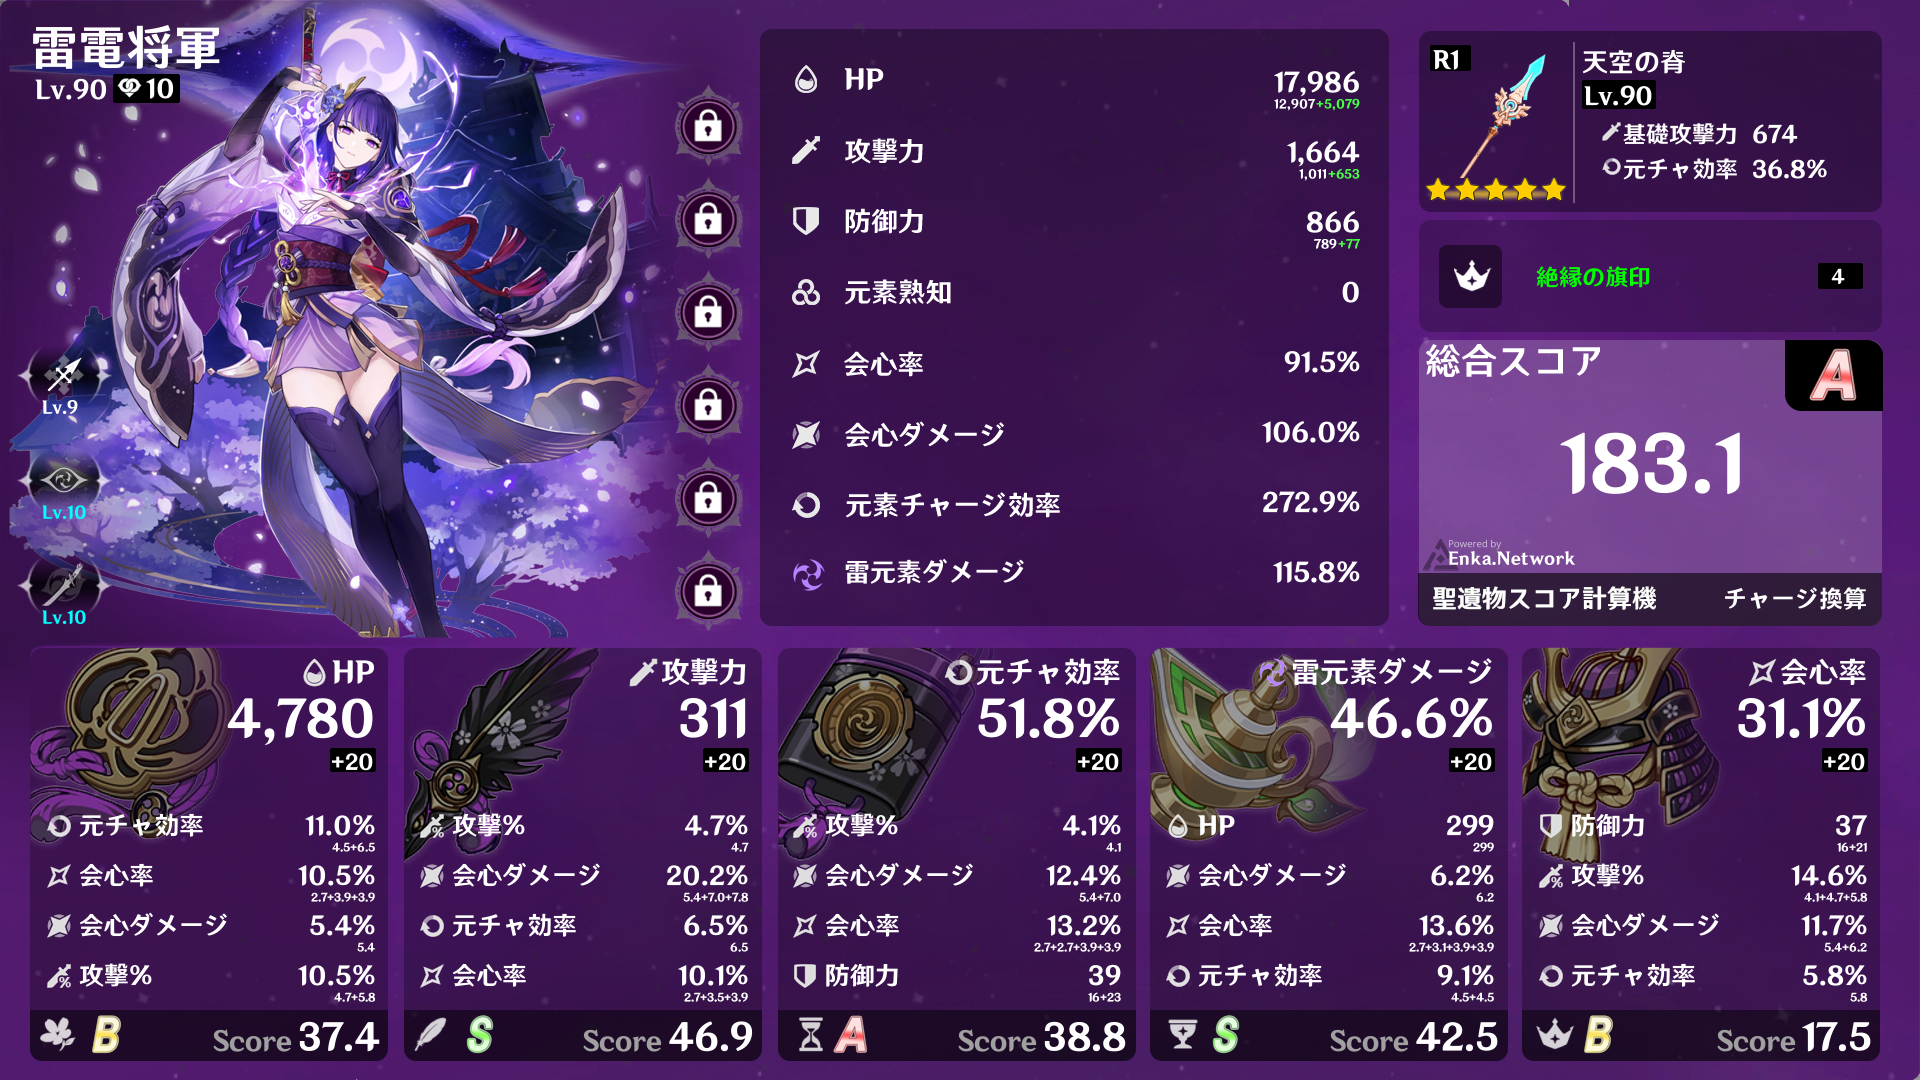 雷電将軍
Lv.90 10
Lv.9
Lv.10
Lv.10
HP 17,986
12,907+5,079
攻撃力 1,664
1,011+653
防御力 866
789+77
元素熟知 0
会心率 91.5%
会心ダメージ 106.0%
元素チャージ効率 272.9%
雷元素ダメージ 115.8%
R1
天空の脊
Lv.90
基礎攻撃力 674
元チャ効率 36.8%
絶縁の旗印 4
総合スコア A
183.1
Powered by
Enka.Network
聖遺物スコア計算機 チャージ換算
HP
4,780
+20
元チャ効率 11.0%
4.5+6.5
会心率 10.5%
2.7+3.9+3.9
会心ダメージ 5.4%
5.4
攻撃% 10.5%
4.7+5.8
B Score 37.4
攻撃力
311
+20
攻撃% 4.7%
4.7
会心ダメージ 20.2%
5.4+7.0+7.8
元チャ効率 6.5%
6.5
会心率 10.1%
2.7+3.5+3.9
S Score 46.9
元チャ効率
51.8%
+20
攻撃% 4.1%
4.1
会心ダメージ 12.4%
5.4+7.0
会心率 13.2%
2.7+2.7+3.9+3.9
防御力 39
16+23
A Score 38.8
雷元素ダメージ
46.6%
+20
HP 299
299
会心ダメージ 6.2%
6.2
会心率 13.6%
2.7+3.1+3.9+3.9
元チャ効率 9.1%
4.5+4.5
S Score 42.5
会心率
31.1%
+20
防御力 37
16+21
攻撃% 14.6%
4.1+4.7+5.8
会心ダメージ 11.7%
5.4+6.2
元チャ効率 5.8%
5.8
B Score 17.5